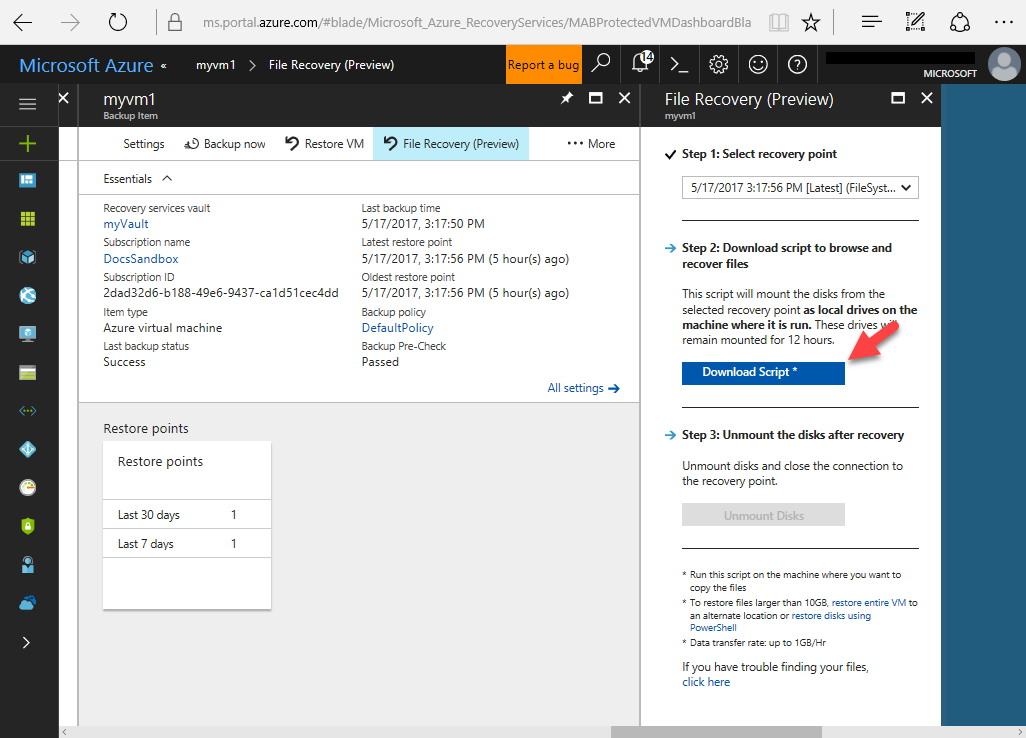 ms.portal.azure.com/#blade/Microsoft_Azure_RecoveryServices/MABProtectedVMDashboardBla
Microsoft Azure «
myvm1 > File Recovery (Preview)
Report a bug
14
MICROSOFT
myvm1
Backup Item
Settings
Backup now
Restore VM
File Recovery (Preview)
··· More
Essentials
Recovery services vault
myVault
Subscription name
DocsSandbox
Subscription ID
2dad32d6-b188-49e6-9437-ca1d51cec4dd
Item type
Azure virtual machine
Last backup status
Success
Last backup time
5/17/2017, 3:17:50 PM
Latest restore point
5/17/2017, 3:17:56 PM (5 hour(s) ago)
Oldest restore point
5/17/2017, 3:17:56 PM (5 hour(s) ago)
Backup policy
DefaultPolicy
Backup Pre-Check
Passed
All settings →
Restore points
Restore points
Last 30 days 1
Last 7 days 1
File Recovery (Preview)
myvm1
Step 1: Select recovery point
5/17/2017 3:17:56 PM [Latest] (FileSyst...
Step 2: Download script to browse and
recover files
This script will mount the disks from the
selected recovery point as local drives on the
machine where it is run. These drives will
remain mounted for 12 hours.
Download Script *
Step 3: Unmount the disks after recovery
Unmount disks and close the connection to
the recovery point.
Unmount Disks
* Run this script on the machine where you want to
copy the files
* To restore files larger than 10GB, restore entire VM to
an alternate location or restore disks using
PowerShell
* Data transfer rate: up to 1GB/Hr
If you have trouble finding your files,
click here